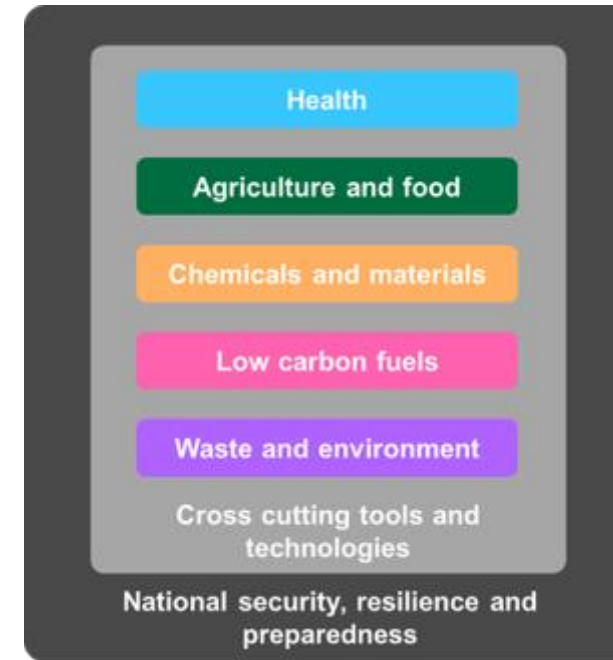 Health
Agriculture and food
Chemicals and materials
Low carbon fuels
Waste and environment
Cross cutting tools and
technologies
National security, resilience and
preparedness